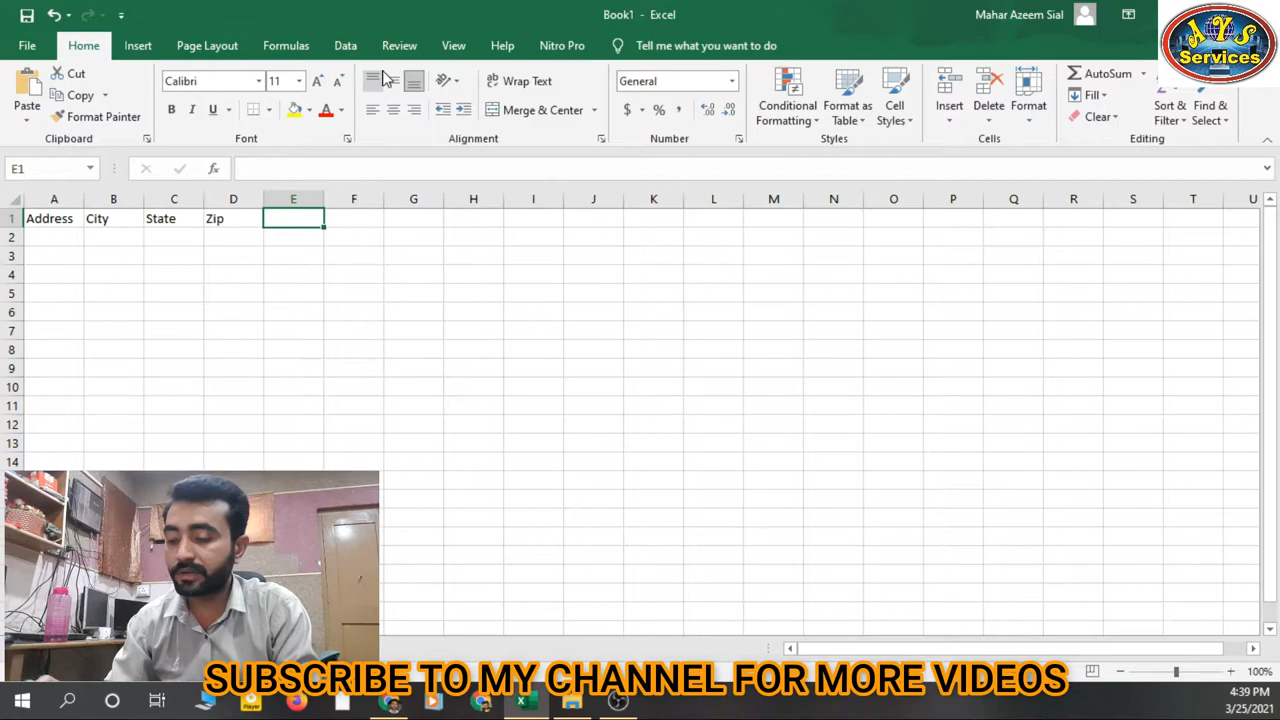 Book1 - Excel
Mahar Azeem Sial
AYS
Services
File Home Insert Page Layout Formulas Data Review View Help Nitro Pro Tell me what you want to do
Paste
Cut
Copy
Format Painter
Clipboard
Calibri 11
B I U
Font
Wrap Text
Merge & Center
Alignment
General
$ % ,
Number
Conditional Formatting
Format as Table
Cell Styles
Styles
Insert
Delete
Format
Cells
AutoSum
Fill
Clear
Sort & Filter
Find & Select
Editing
E1
fx
A B C D E F G H I J K L M N O P Q R S T U
1 Address City State Zip
2
3
4
5
6
7
8
9
10
11
12
13
14
100%
SUBSCRIBE TO MY CHANNEL FOR MORE VIDEOS
4:39 PM
3/25/2021